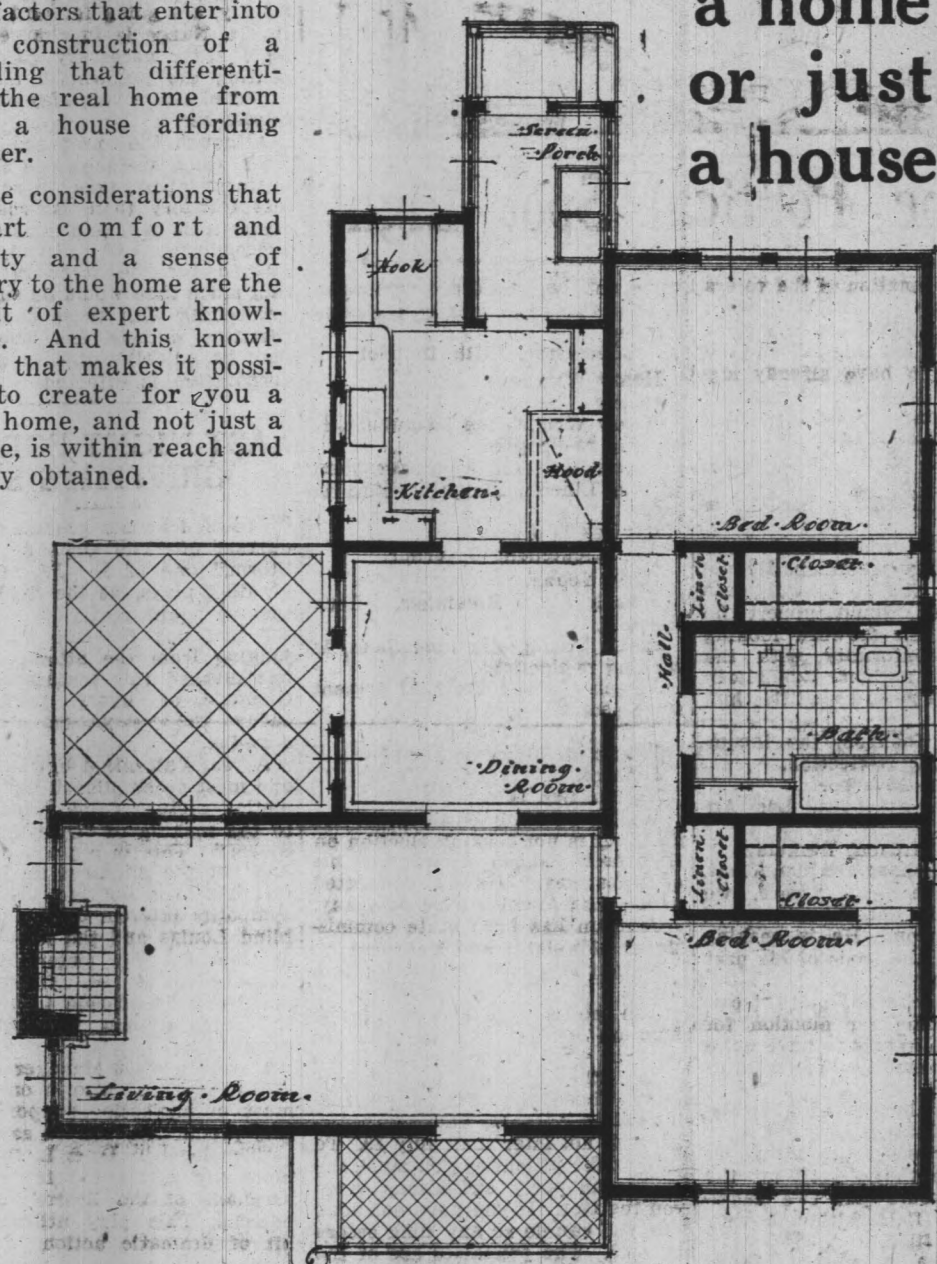 factors that enter into
construction of a
ling that differenti-
the real home from
a house affording
er.
e considerations that
art comfort and
ty and a sense of
ry to the home are the
t of expert knowl-
. And this knowl-
that makes it possi-
to create for you a
home, and not just a
e, is within reach and
y obtained.
a home
or just
a house
Screen
Porch
Nook
Kitchen
Hood
Bed Room
Linen
Closet
Closet
Hall
Bath
Dining
Room
Linen
Closet
Closet
Bed Room
Living Room